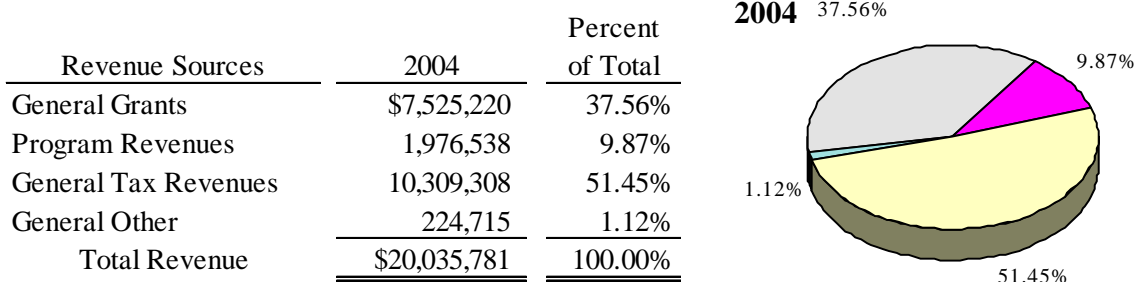 Percent
Revenue Sources 2004 of Total
General Grants $7,525,220 37.56%
Program Revenues 1,976,538 9.87%
General Tax Revenues 10,309,308 51.45%
General Other 224,715 1.12%
Total Revenue $20,035,781 100.00%
2004 37.56%
9.87%
1.12%
51.45%